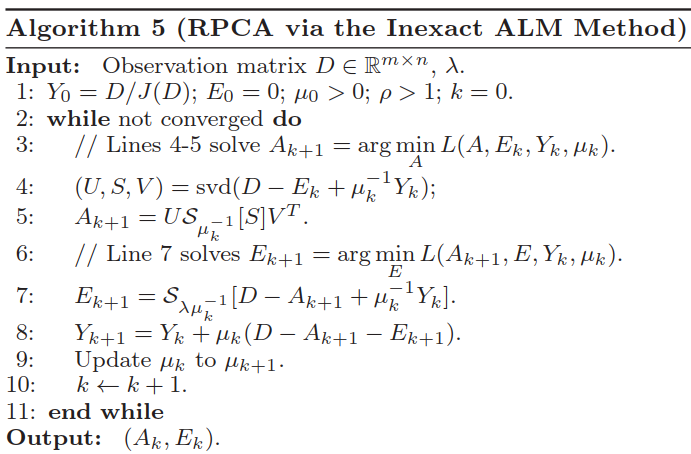 Algorithm 5 (RPCA via the Inexact ALM Method)
Input: Observation matrix $D \in \mathbb{R}^{m \times n}$, $\lambda$.
1: $Y_0 = D/J(D)$; $E_0 = 0$; $\mu_0 > 0$; $\rho > 1$; $k = 0$.
2: while not converged do
3: // Lines 4-5 solve $A_{k+1} = \arg\min_A L(A, E_k, Y_k, \mu_k)$.
4: $(U, S, V) = \mathrm{svd}(D - E_k + \mu_k^{-1} Y_k)$;
5: $A_{k+1} = U \mathcal{S}_{\mu_k^{-1}}[S] V^T$.
6: // Line 7 solves $E_{k+1} = \arg\min_E L(A_{k+1}, E, Y_k, \mu_k)$.
7: $E_{k+1} = \mathcal{S}_{\lambda \mu_k^{-1}}[D - A_{k+1} + \mu_k^{-1} Y_k]$.
8: $Y_{k+1} = Y_k + \mu_k(D - A_{k+1} - E_{k+1})$.
9: Update $\mu_k$ to $\mu_{k+1}$.
10: $k \leftarrow k + 1$.
11: end while
Output: $(A_k, E_k)$.